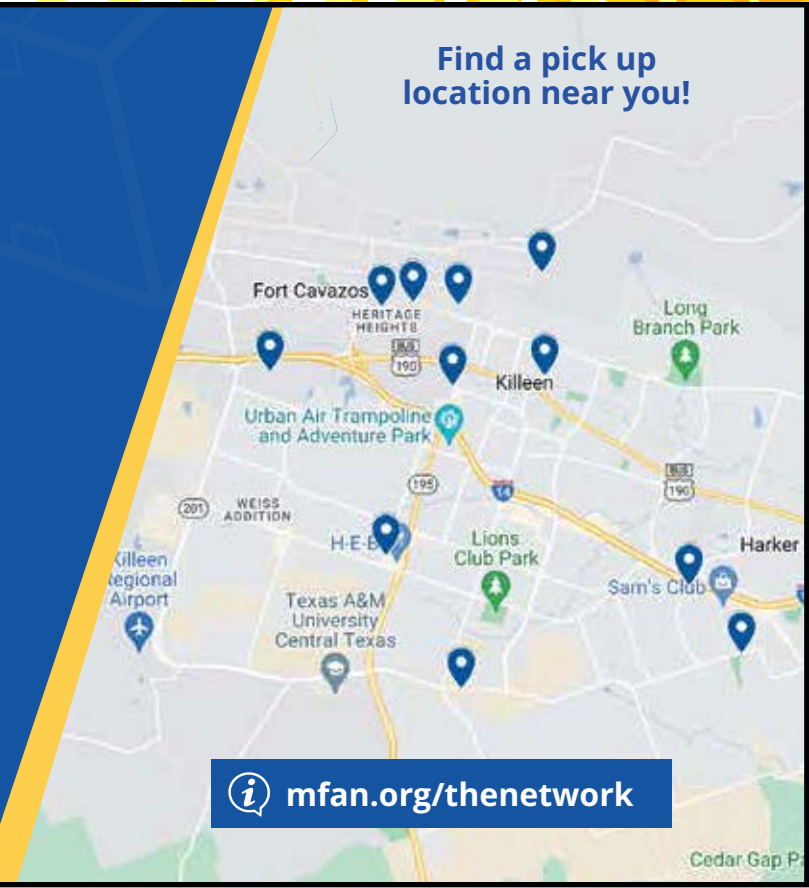 Find a pick up
location near you!
Fort Cavazos
HERITAGE
HEIGHTS
BUS
190
Long
Branch Park
Killeen
Urban Air Trampoline
and Adventure Park
195
14
BUS
190
201
WEISS
ADDITION
H-E-B
Lions
Club Park
Harker
Killeen
Regional
Airport
Sam's Club
Texas A&M
University
Central Texas
i mfan.org/thenetwork
Cedar Gap